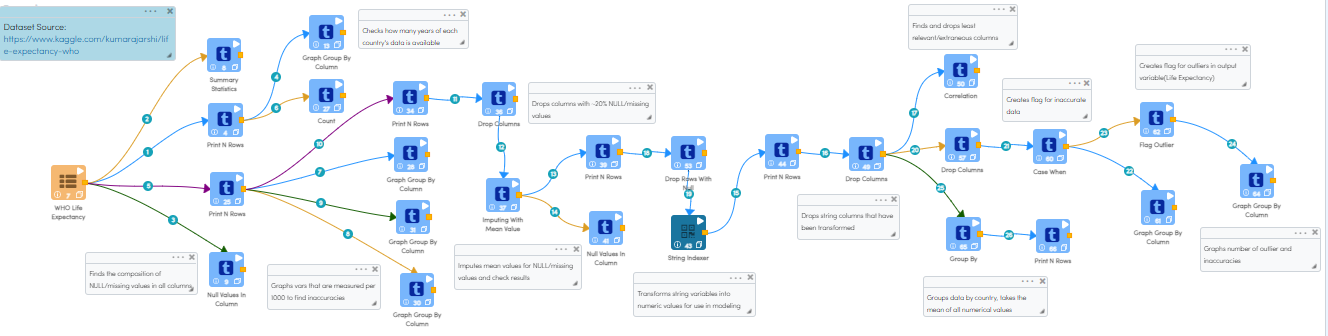 Dataset Source:
https://www.kaggle.com/kumarajarshi/lif
e-expectancy-who
WHO Life
Expectancy
Summary
Statistics
Print N Rows
Print N Rows
Null Values In
Column
Finds the composition of
NULL/missing values in all columns
Graph Group By
Column
Checks how many years of each
country's data is available
Count
Print N Rows
Graph Group By
Column
Graph Group By
Column
Graph Group By
Column
Graphs vars that are measured per
1000 to find inaccuracies
Drop Columns
Drops columns with ~20% NULL/missing
values
Imputing With
Mean Value
Imputes mean values for NULL/missing
values and check results
Print N Rows
Null Values In
Column
Drop Rows With
Null
String Indexer
Transforms string variables into
numeric values for use in modeling
Print N Rows
Drop Columns
Drops string columns that have
been transformed
Finds and drops least
relevant/extraneous columns
Correlation
Drop Columns
Creates flag for inaccurate
data
Case When
Group By
Print N Rows
Groups data by country, takes the
mean of all numerical values
Creates flag for outliers in output
variable(Life Expectancy)
Flag Outlier
Graph Group By
Column
Graph Group By
Column
Graphs number of outlier and
inaccuracies